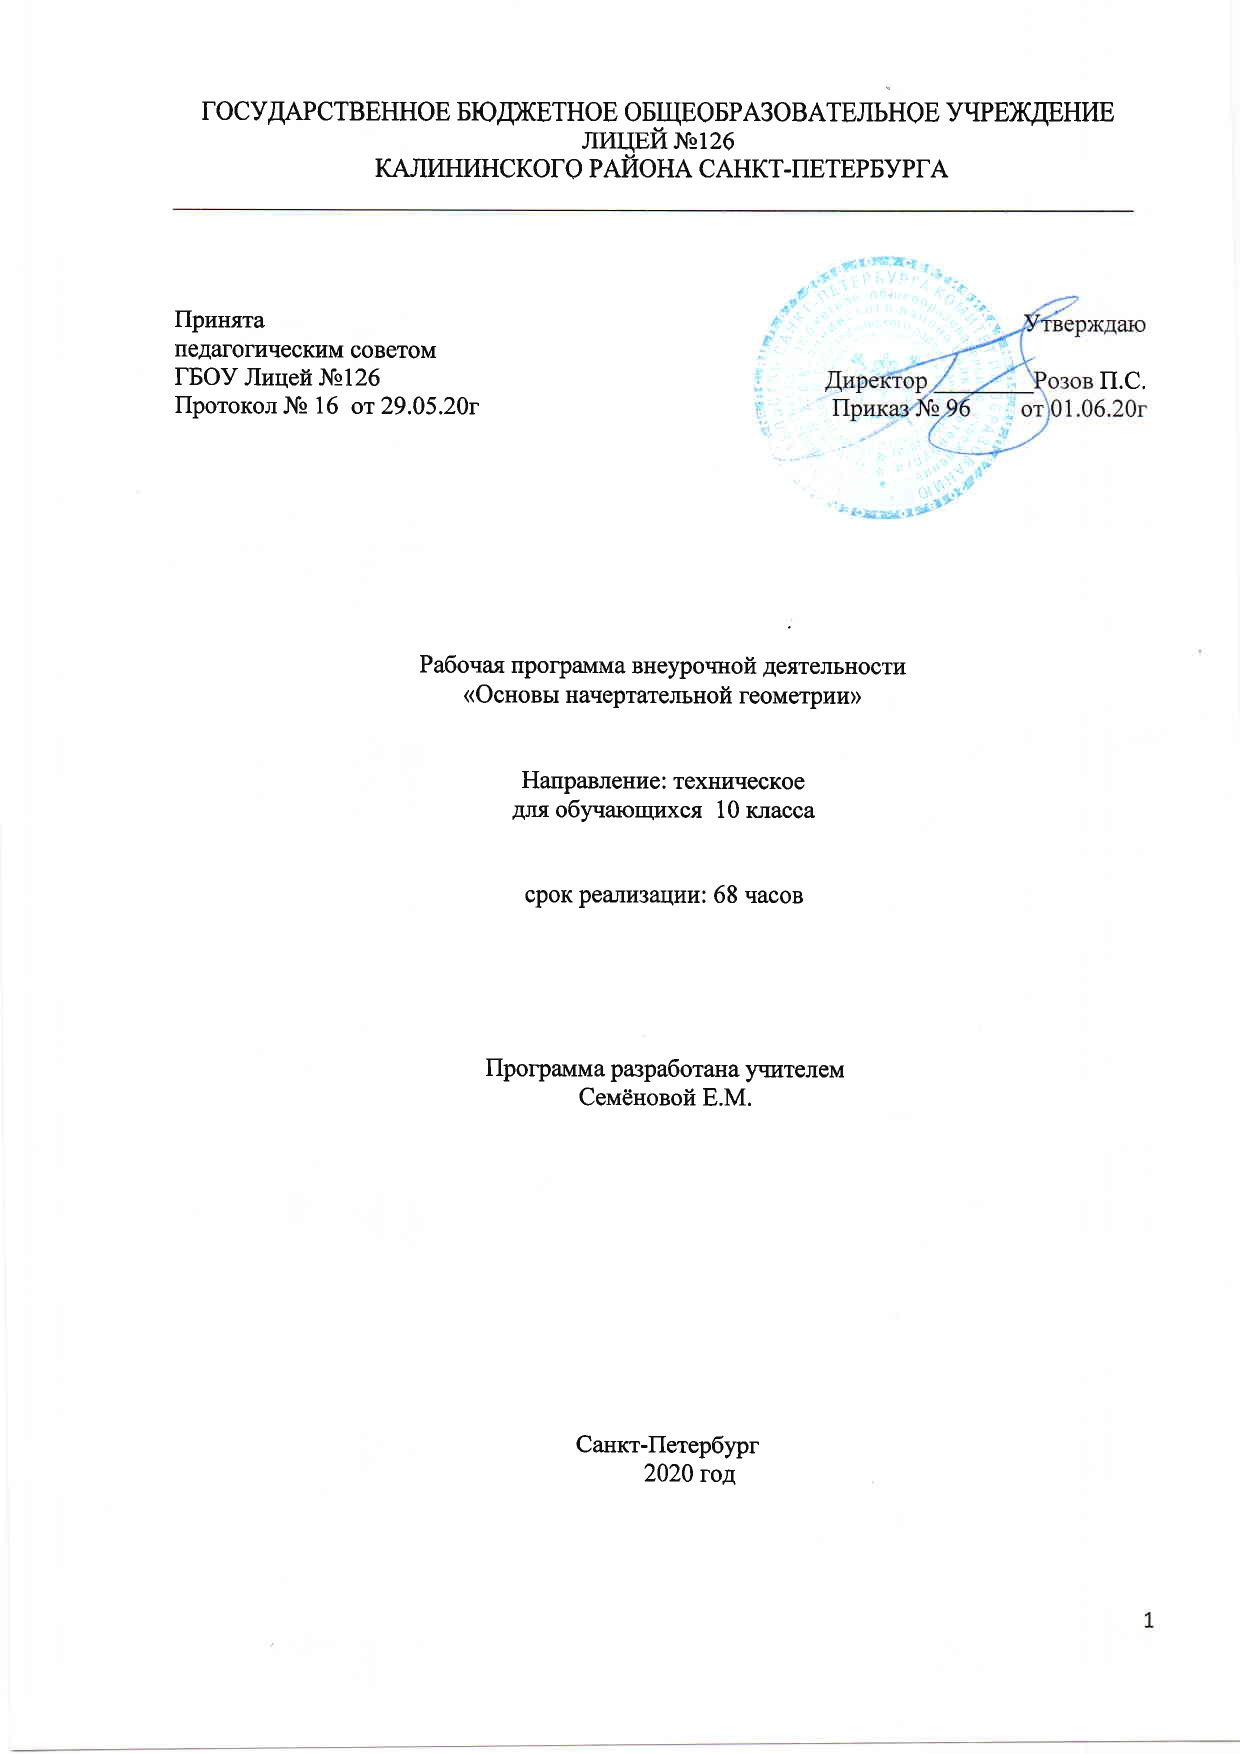 ГОСУДАРСТВЕННОЕ БЮДЖЕТНОЕ ОБЩЕОБРАЗОВАТЕЛЬНОЕ УЧРЕЖДЕНИЕ
ЛИЦЕЙ №126
КАЛИНИНСКОГО РАЙОНА САНКТ-ПЕТЕРБУРГА
Принята
педагогическим советом
ГБОУ Лицей №126
Протокол № 16 от 29.05.20г
Утверждаю
Директор ________Розов П.С.
Приказ № 96 от 01.06.20г
Рабочая программа внеурочной деятельности
«Основы начертательной геометрии»
Направление: техническое
для обучающихся 10 класса
срок реализации: 68 часов
Программа разработана учителем
Семёновой Е.М.
Санкт-Петербург
2020 год
1